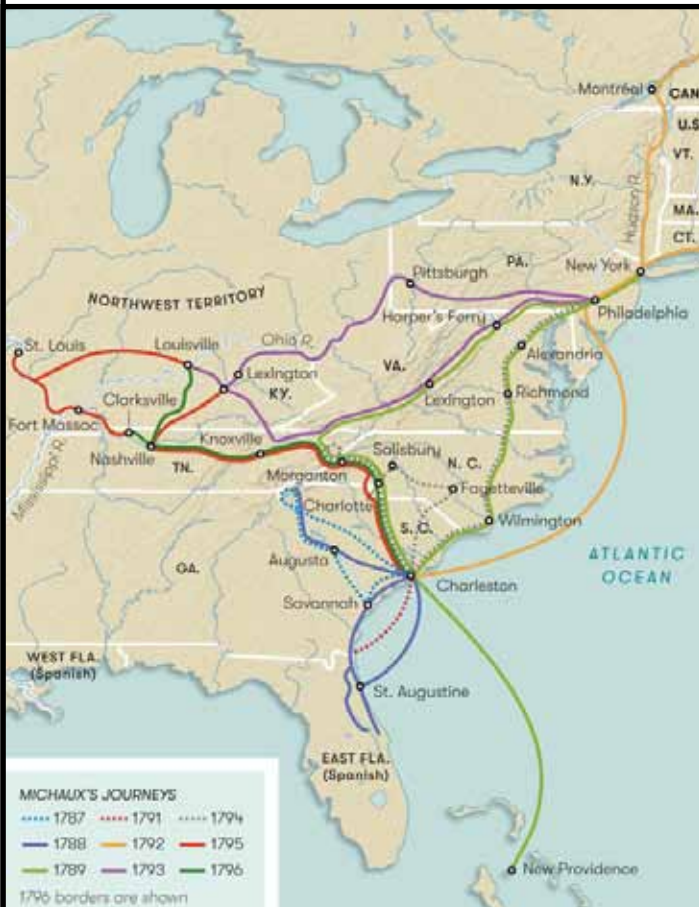 Montréal
CAN
U.S
VT.
N.Y.
Hudson R.
MA.
CT.
New York
PA.
Pittsburgh
Philadelphia
Harper's Ferry
NORTHWEST TERRITORY
St. Louis
Louisville
Ohio R.
Lexington
KY.
VA.
Alexandria
Lexington
Richmond
Clarksville
Fort Massac
Knoxville
Nashville
TN.
Mississippi R.
Morganton
Salisbury
N. C.
Fayetteville
Charlotte
S. C.
Wilmington
Augusta
GA.
Charleston
ATLANTIC
OCEAN
Savannah
WEST FLA.
(Spanish)
St. Augustine
EAST FLA.
(Spanish)
New Providence
MICHAUX'S JOURNEYS
1787 1791 1794
1788 1792 1795
1789 1793 1796
1796 borders are shown